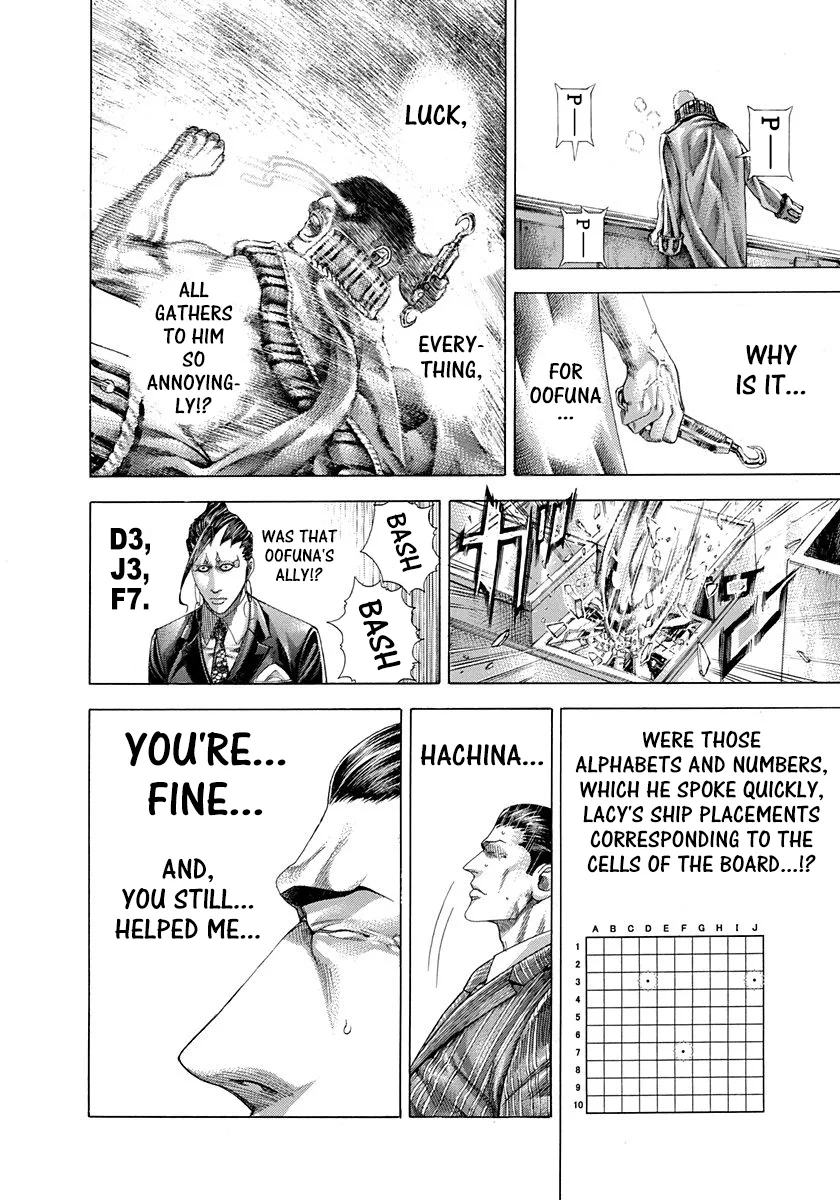 P—
P—
P—
WHY
IS IT...
FOR
OOFUNA
...
LUCK,
EVERY-
THING,
ALL
GATHERS
TO HIM
SO
ANNOYING-
LY!?
BASH
BASH
WAS THAT
OOFUNA'S
ALLY!?
D3,
J3,
F7.
WERE THOSE
ALPHABETS AND NUMBERS,
WHICH HE SPOKE QUICKLY,
LACY'S SHIP PLACEMENTS
CORRESPONDING TO THE
CELLS OF THE BOARD...!?
A B C D E F G H I J
1
2
3
4
5
6
7
8
9
10
HACHINA...
YOU'RE...
FINE...
AND,
YOU STILL...
HELPED ME...